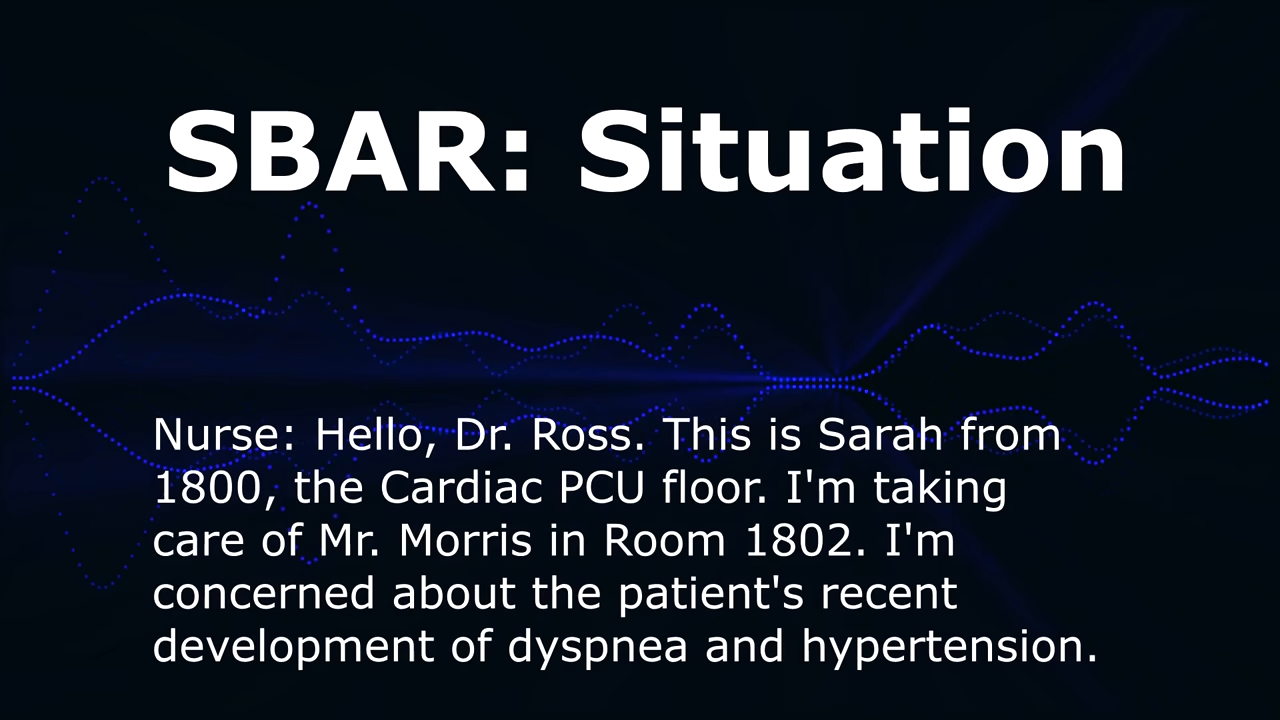 SBAR: Situation
Nurse: Hello, Dr. Ross. This is Sarah from
1800, the Cardiac PCU floor. I'm taking
care of Mr. Morris in Room 1802. I'm
concerned about the patient's recent
development of dyspnea and hypertension.